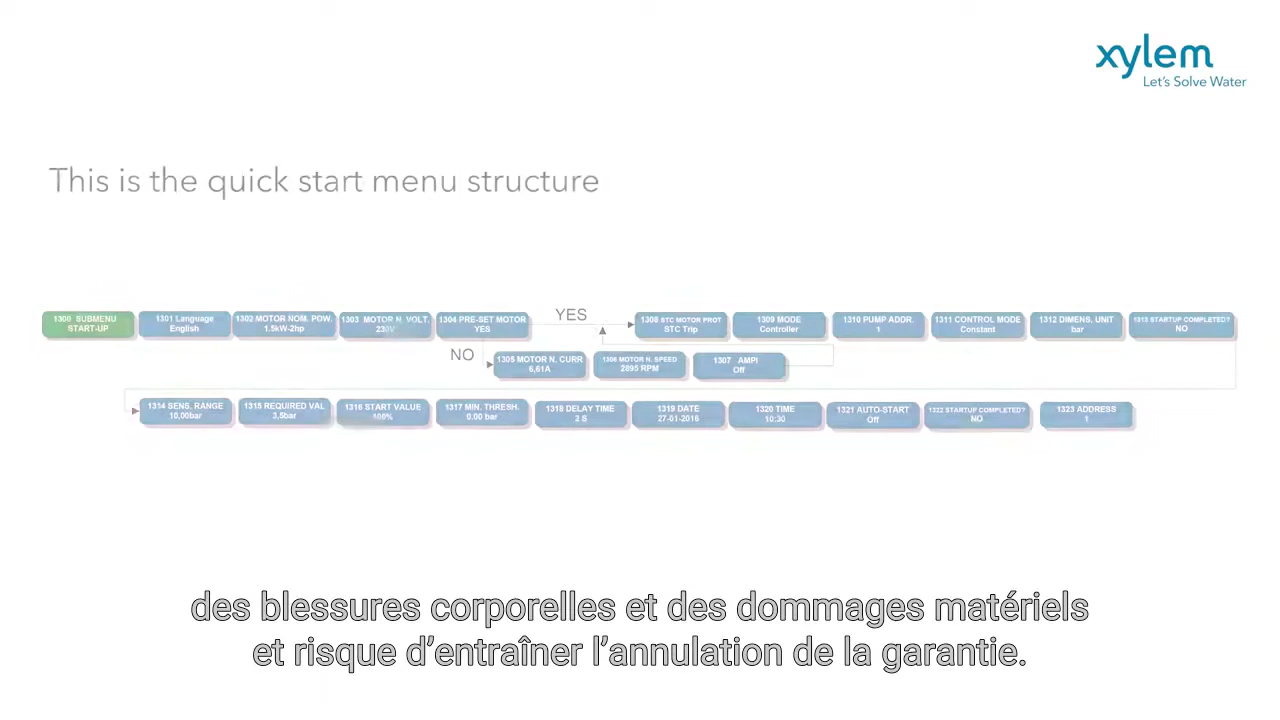 xylem
Let's Solve Water
This is the quick start menu structure
1300 SUBMENU
START-UP
1301 Language
English
1302 MOTOR NOM. POW.
1.5kW-2hp
1303 MOTOR N. VOLT.
230V
1304 PRE-SET MOTOR
YES
YES
1308 STC MOTOR PROT
STC Trip
1309 MODE
Controller
1310 PUMP ADDR.
1
1311 CONTROL MODE
Constant
1312 DIMENS. UNIT
bar
1313 STARTUP COMPLETED?
NO
NO
1305 MOTOR N. CURR
6,61A
1306 MOTOR N. SPEED
2895 RPM
1307 AMPI
Off
1314 SENS. RANGE
10,00bar
1315 REQUIRED VAL
3,5bar
1316 START VALUE
100%
1317 MIN. THRESH.
0.00 bar
1318 DELAY TIME
2 S
1319 DATE
27-01-2016
1320 TIME
10:30
1321 AUTO-START
Off
1322 STARTUP COMPLETED?
NO
1323 ADDRESS
1
des blessures corporelles et des dommages matériels
et risque d’entraîner l’annulation de la garantie.